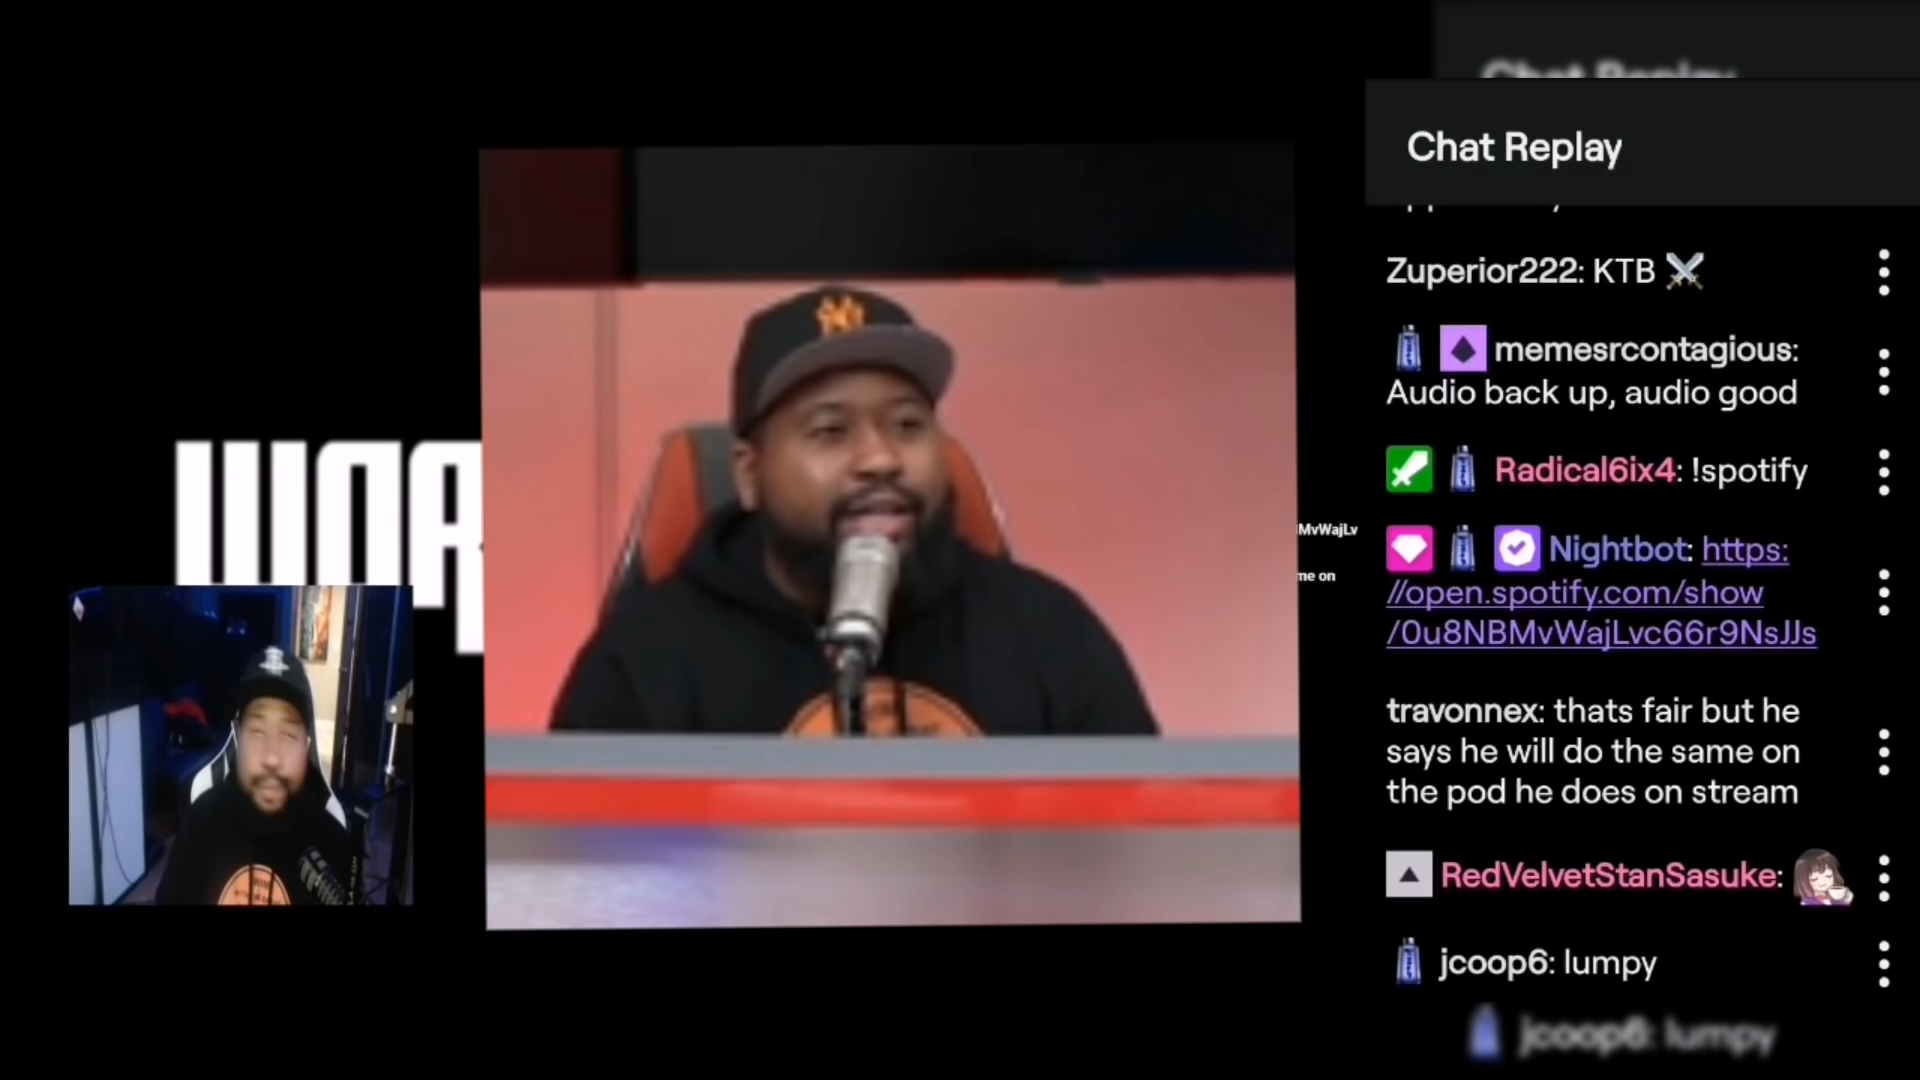 Chat Replay
Zuperior222: KTB ⚔
memesrcontagious:
Audio back up, audio good
Radical6ix4: !spotify
Nightbot: https:
//open.spotify.com/show
/0u8NBMvWajLvc66r9NsJJs
travonnex: thats fair but he
says he will do the same on
the pod he does on stream
RedVelvetStanSasuke:
jcoop6: lumpy
jcoop6: lumpy
MvWajLv
me on